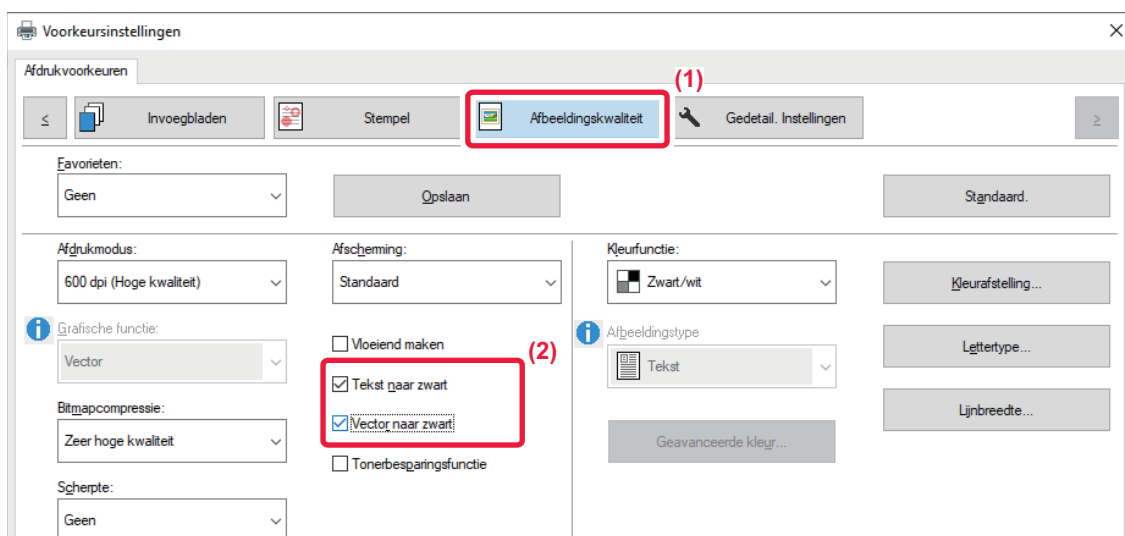 Voorkeursinstellingen
Afdrukvoorkeuren
(1)
< Invoegbladen Stempel Afbeeldingskwaliteit Gedetail. Instellingen >
Favorieten:
Geen Opslaan Standaard.
Afdrukmodus: Afscherming: Kleurfunctie:
600 dpi (Hoge kwaliteit) Standaard Zwart/wit Kleurafstelling...
Grafische functie: Afbeeldingstype
Vloeiend maken (2) Lettertype...
Vector Tekst
Tekst naar zwart
Bitmapcompressie: Lijnbreedte...
Vector naar zwart
Zeer hoge kwaliteit Geavanceerde kleur...
Tonerbesparingsfunctie
Scherpte:
Geen